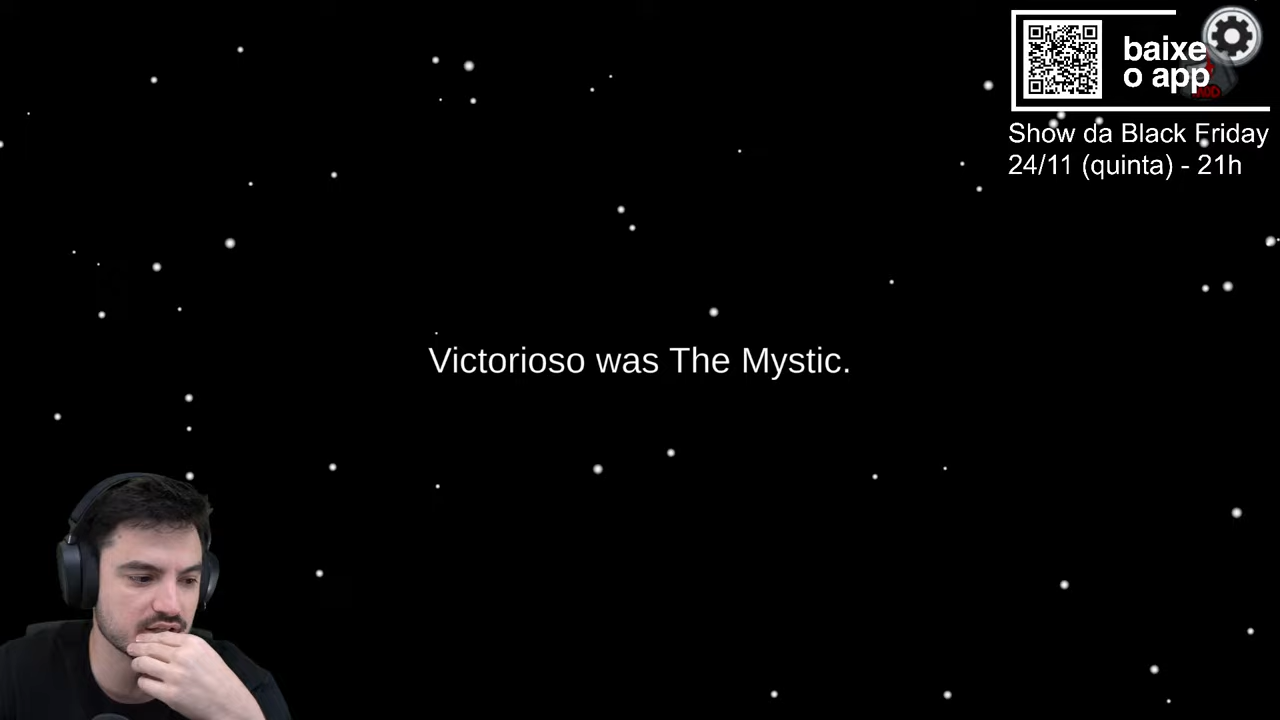 baixe
o app
Show da Black Friday
24/11 (quinta) - 21h
Victorioso was The Mystic.